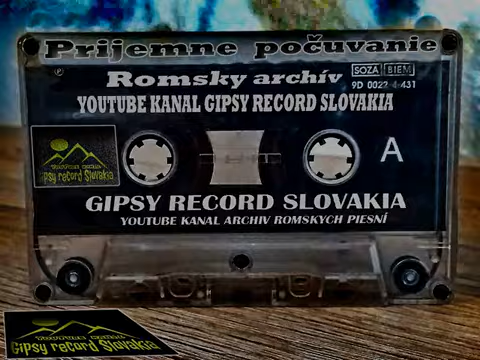 Prijemne počuvanie
Romsky archív
SOZA BIEM
9D 0022-4-431
YOUTUBE KANAL GIPSY RECORD SLOVAKIA
Gipsy record Slovakia
A
GIPSY RECORD SLOVAKIA
YOUTUBE KANAL ARCHIV ROMSKYCH PIESNÍ
Gipsy record Slovakia